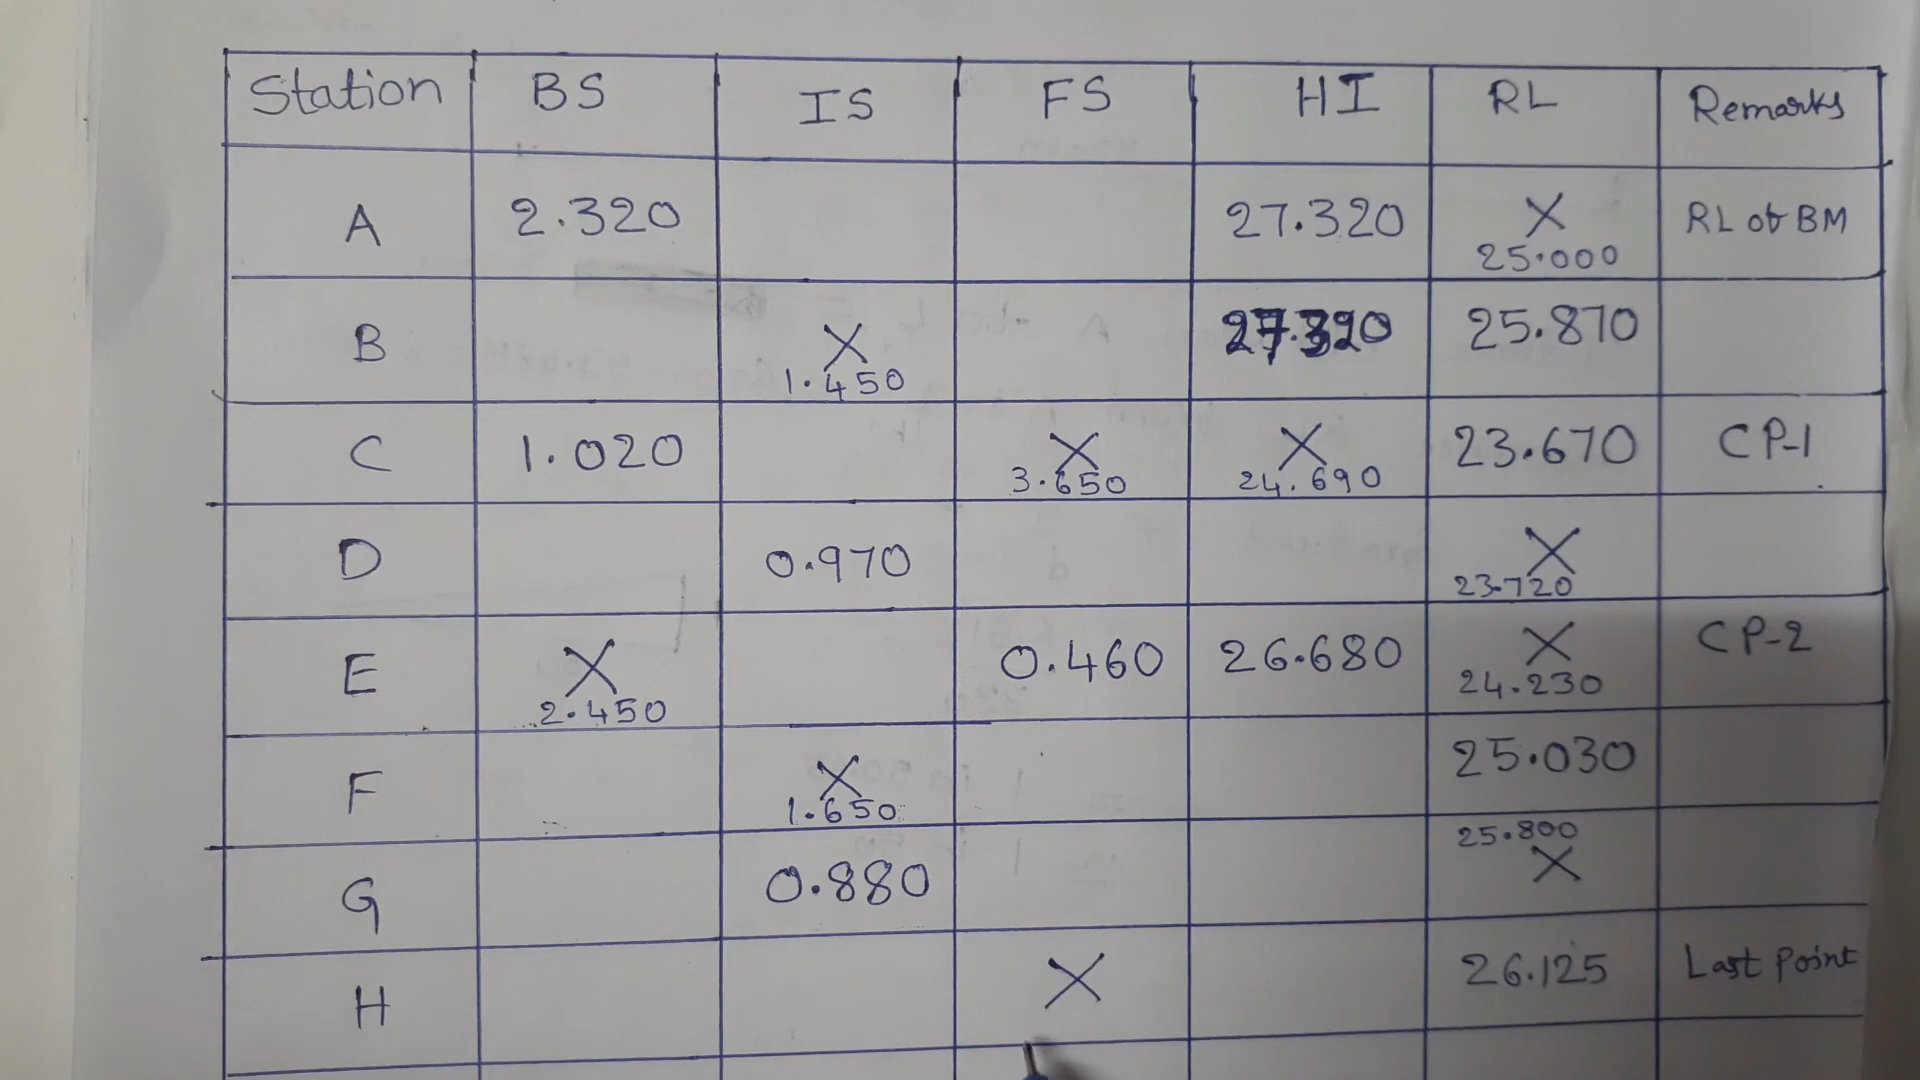 Station BS IS FS HI RL Remarks
A 2.320 27.320 X RL of BM
25.000
B X 27.320 25.870
1.450
C 1.020 X X 23.670 CP-1
3.650 24.690
D 0.970 X
23.720
E X 0.460 26.680 X CP-2
2.450 24.230
F X 25.030
1.650
G 0.880 25.800
X
H X 26.125 Last point